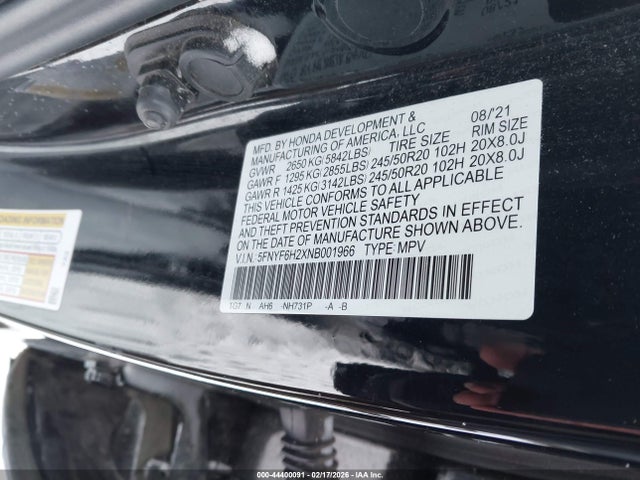 MFD. BY HONDA DEVELOPMENT & 08/'21
MANUFACTURING OF AMERICA, LLC
GVWR 2650 KG (5842LBS) TIRE SIZE RIM SIZE
GAWR F 1295 KG (2855LBS) 245/50R20 102H 20X8.0J
GAWR R 1425 KG (3142LBS) 245/50R20 102H 20X8.0J
THIS VEHICLE CONFORMS TO ALL APPLICABLE
FEDERAL MOTOR VEHICLE SAFETY
AND THEFT PREVENTION STANDARDS IN EFFECT
ON THE DATE OF MANUFACTURE SHOWN ABOVE.
V.I.N. 5FNYF6H2XNB001966 TYPE: MPV
AH6 -NH731P -A -B
000-44400091 - 02/17/2026 - IAA Inc.